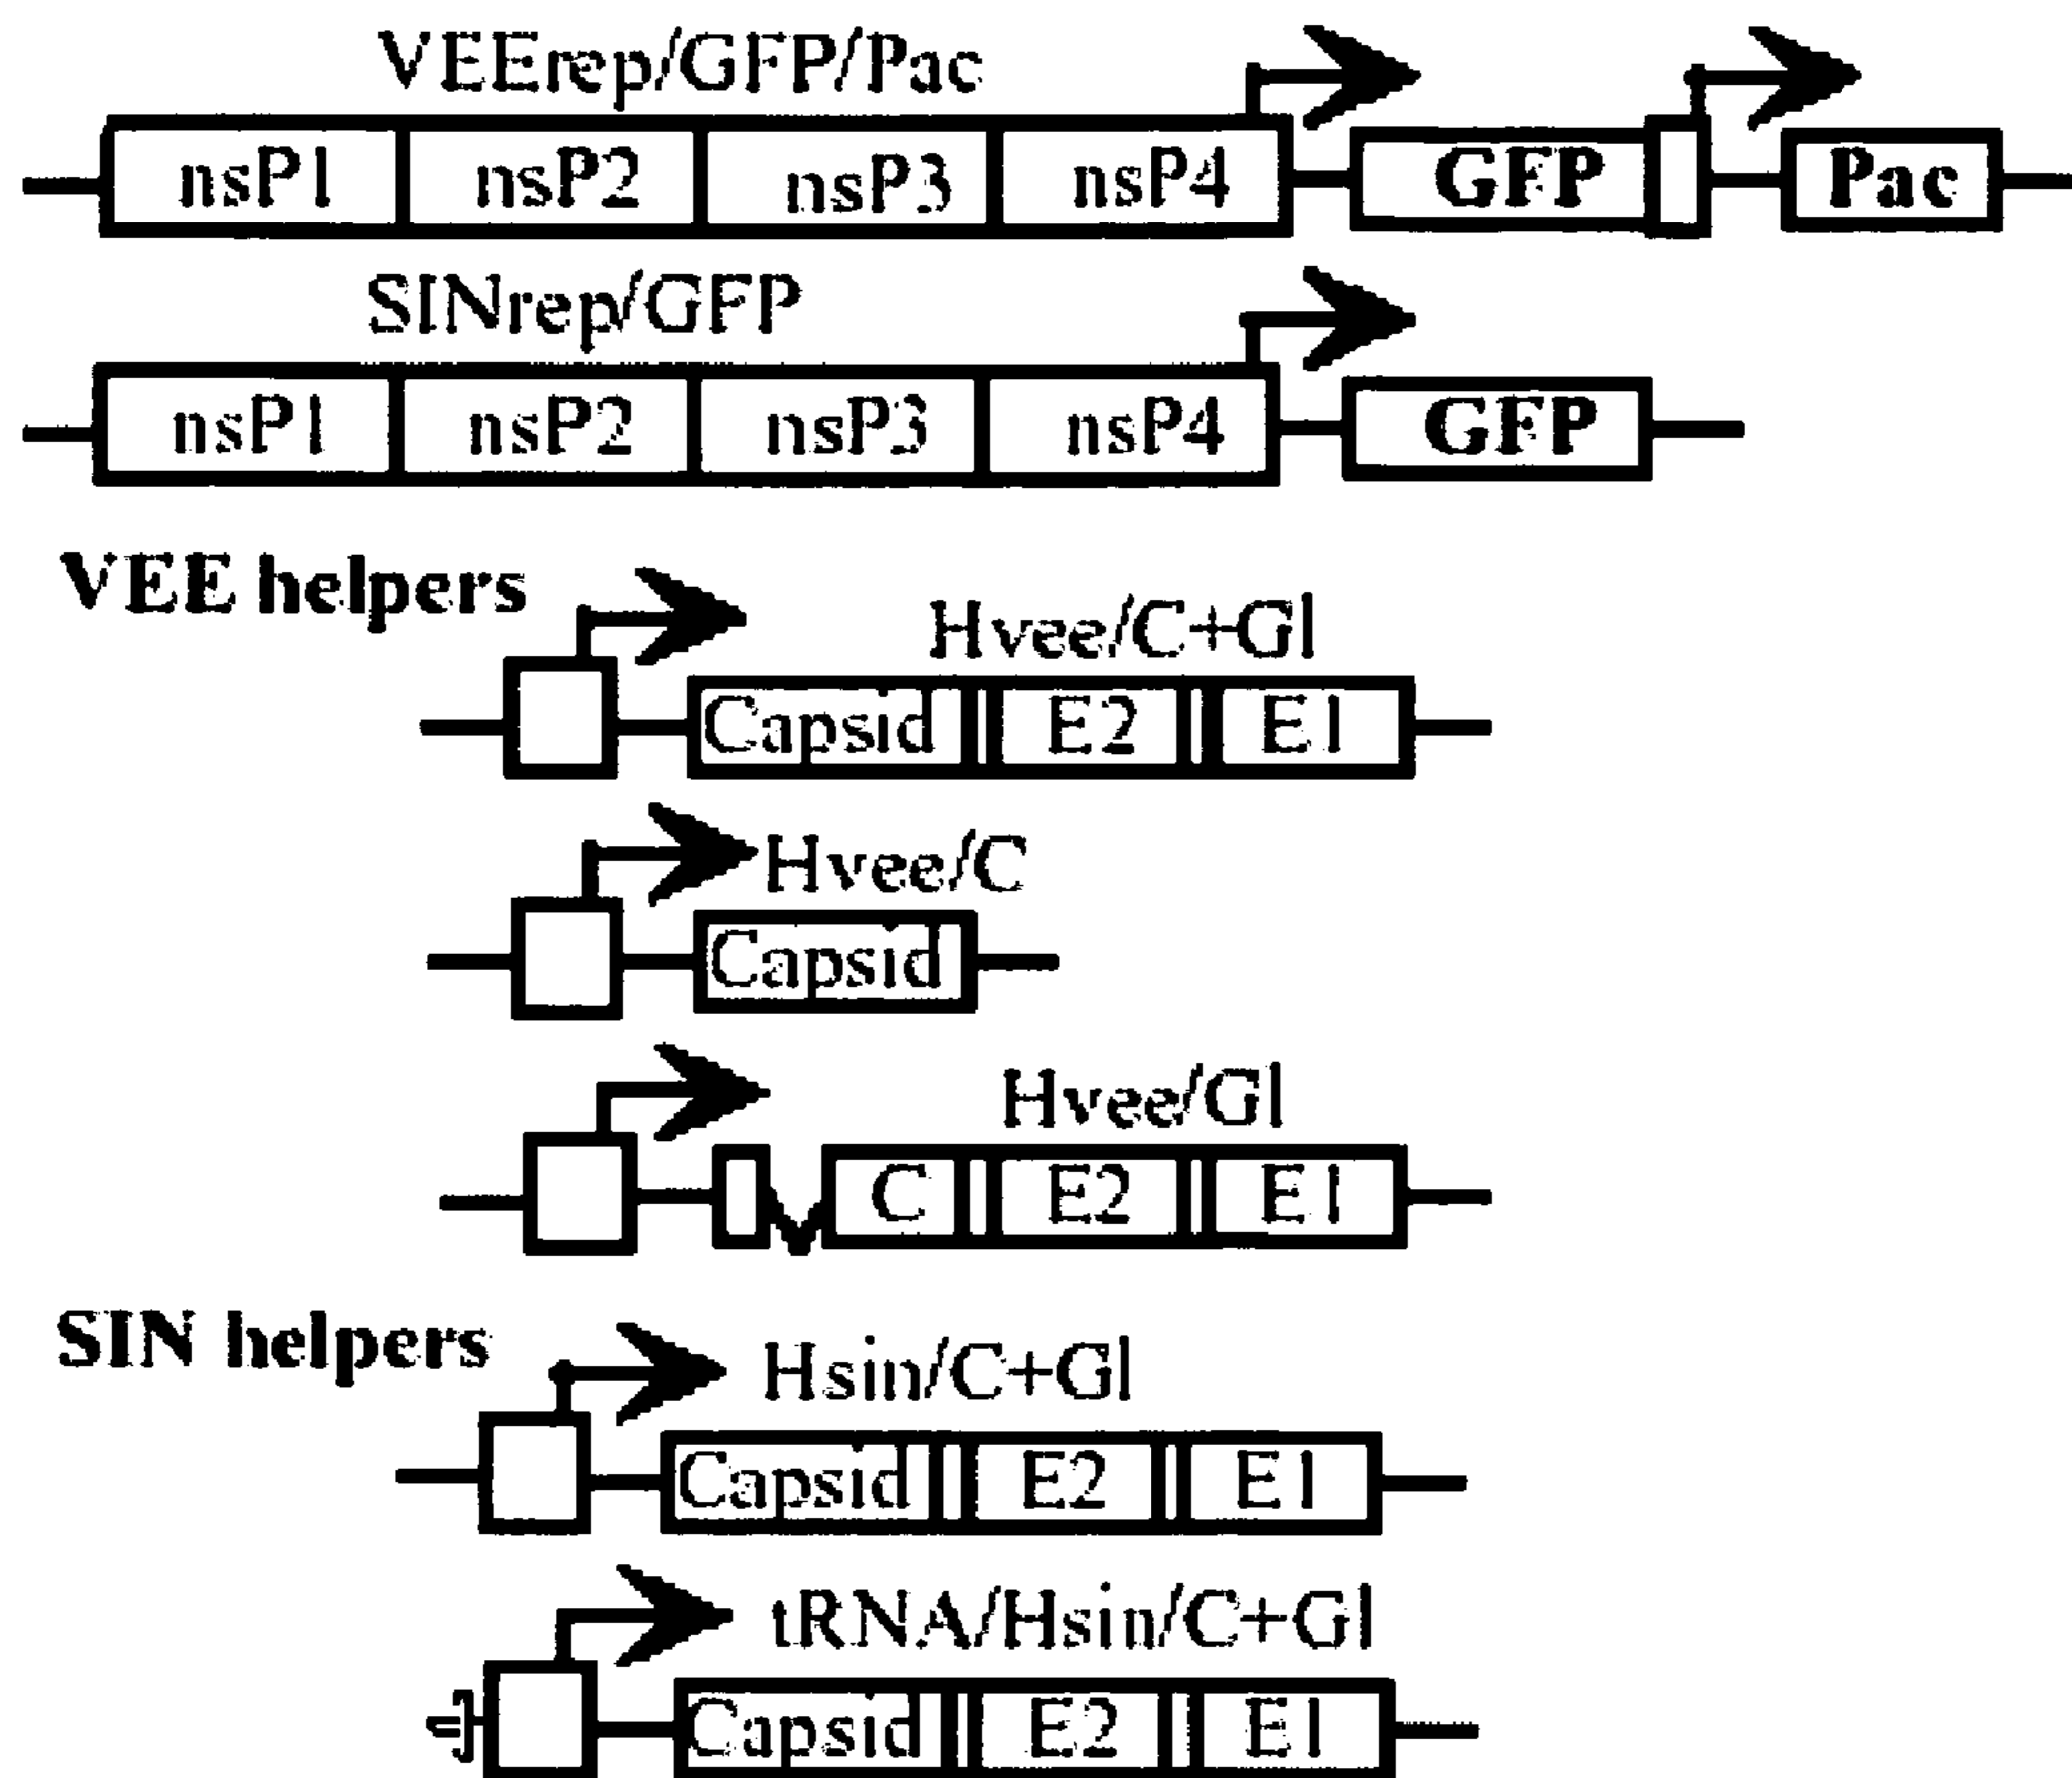 VEErep/GFP/Pac
nsP1 nsP2 nsP3 nsP4 GFP Pac
SINrep/GFP
nsP1 nsP2 nsP3 nsP4 GFP
VEE helpers
Hvee/C+Gl
Capsid E2 E1
Hvee/C
Capsid
Hvee/Gl
C E2 E1
SIN helpers
Hsin/C+Gl
Capsid E2 E1
tRNA/Hsin/C+Gl
Capsid E2 E1